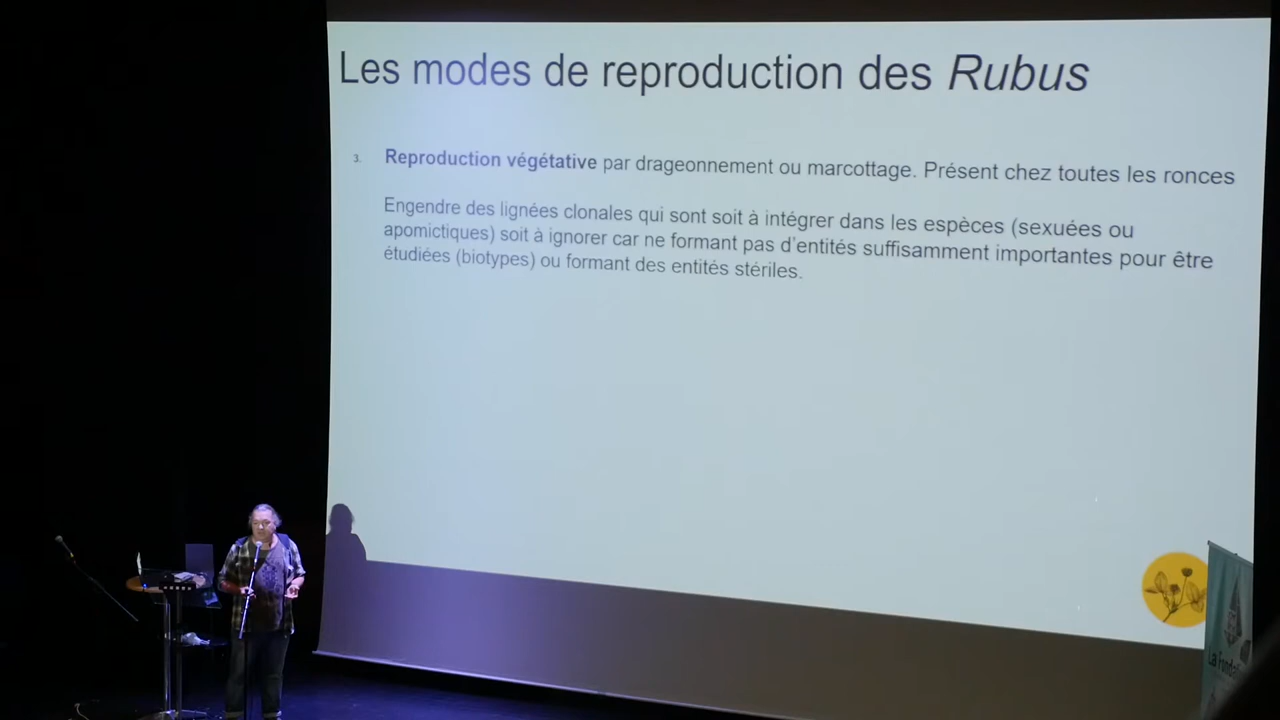 Les modes de reproduction des Rubus
3. Reproduction végétative par drageonnement ou marcottage. Présent chez toutes les ronces
Engendre des lignées clonales qui sont soit à intégrer dans les espèces (sexuées ou
apomictiques) soit à ignorer car ne formant pas d'entités suffisamment importantes pour être
étudiées (biotypes) ou formant des entités stériles.
La